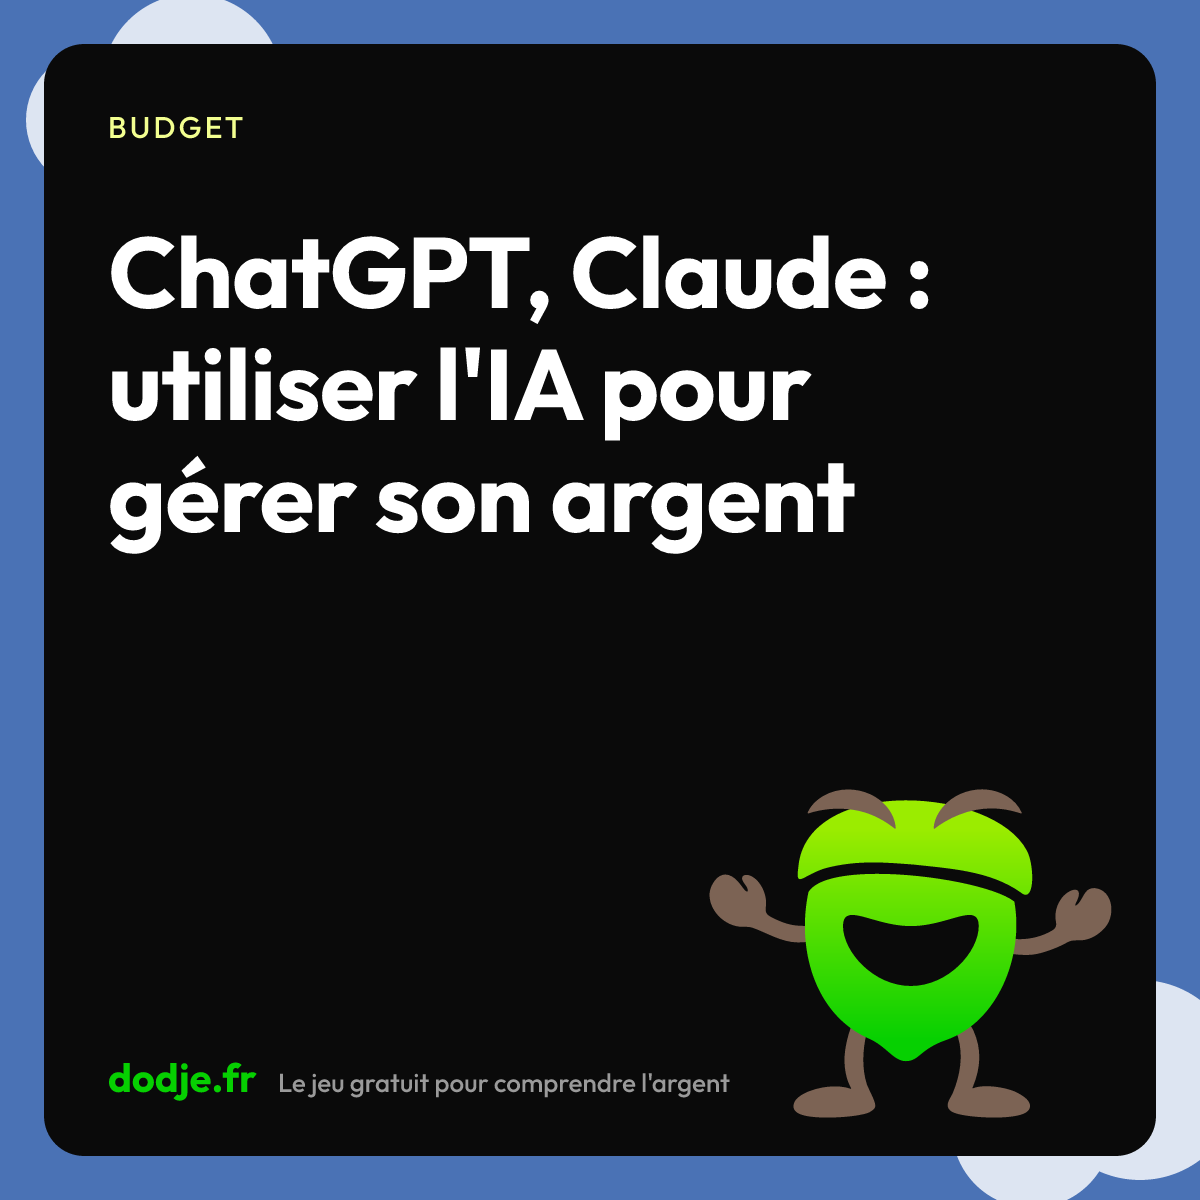 BUDGET
ChatGPT, Claude :
utiliser l'IA pour
gérer son argent
dodje.fr Le jeu gratuit pour comprendre l'argent